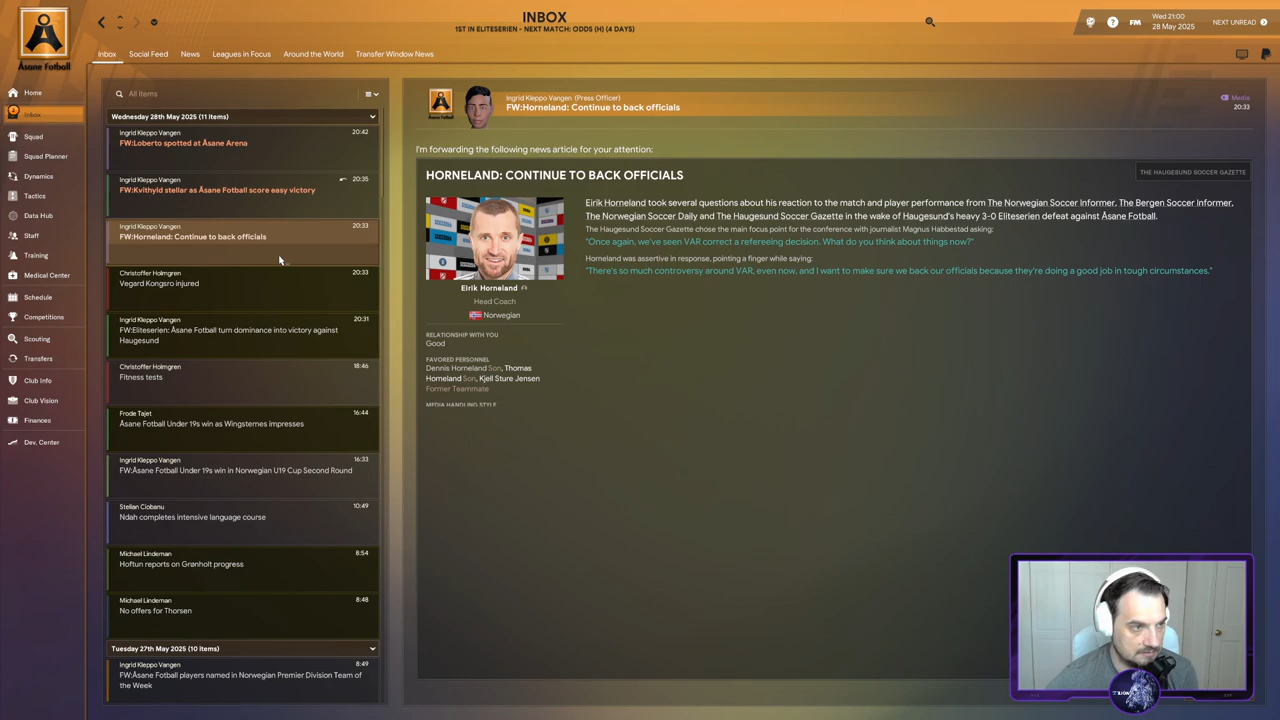 INBOX
1ST IN ELITESERIEN - NEXT MATCH: ODDS (H) (4 DAYS)
FM
Wed 21:00
28 May 2025
NEXT UNREAD
Åsane Fotball
Inbox
Social Feed
News
Leagues in Focus
Around the World
Transfer Window News
Home
Inbox
Squad
Squad Planner
Dynamics
Tactics
Data Hub
Staff
Training
Medical Center
Schedule
Competitions
Scouting
Transfers
Club Info
Club Vision
Finances
Dev. Center
All Items
Wednesday 28th May 2025 (11 Items)
Ingrid Kleppo Vangen
20:42
FW:Loberto spotted at Åsane Arena
Ingrid Kleppo Vangen
20:35
FW:Kvithyld stellar as Åsane Fotball score easy victory
Ingrid Kleppo Vangen
20:33
FW:Horneland: Continue to back officials
Christoffer Holmgren
20:33
Vegard Kongsro injured
Ingrid Kleppo Vangen
20:31
FW:Eliteserien: Åsane Fotball turn dominance into victory against
Haugesund
Christoffer Holmgren
18:46
Fitness tests
Frode Tajet
16:44
Åsane Fotball Under 19s win as Wingsternes impresses
Ingrid Kleppo Vangen
16:33
FW:Åsane Fotball Under 19s win in Norwegian U19 Cup Second Round
Stelian Ciobanu
10:49
Ndah completes intensive language course
Michael Lindeman
8:54
Hoftun reports on Grønholt progress
Michael Lindeman
8:48
No offers for Thorsen
Tuesday 27th May 2025 (10 Items)
Ingrid Kleppo Vangen
8:49
FW:Åsane Fotball players named in Norwegian Premier Division Team of
the Week
Ingrid Kleppo Vangen (Press Officer)
FW:Horneland: Continue to back officials
Media
20:33
I'm forwarding the following news article for your attention:
HORNELAND: CONTINUE TO BACK OFFICIALS
THE HAUGESUND SOCCER GAZETTE
Eirik Horneland took several questions about his reaction to the match and player performance from The Norwegian Soccer Informer, The Bergen Soccer Informer,
The Norwegian Soccer Daily and The Haugesund Soccer Gazette in the wake of Haugesund's heavy 3-0 Eliteserien defeat against Åsane Fotball.
The Haugesund Soccer Gazette chose the main focus point for the conference with journalist Magnus Habbestad asking:
"Once again, we've seen VAR correct a refereeing decision. What do you think about things now?"
Horneland was assertive in response, pointing a finger while saying:
"There's so much controversy around VAR, even now, and I want to make sure we back our officials because they're doing a good job in tough circumstances."
Eirik Horneland
Head Coach
Norwegian
RELATIONSHIP WITH YOU
Good
FAVORED PERSONNEL
Dennis Horneland Son, Thomas
Horneland Son, Kjell Sture Jensen
Former Teammate
MEDIA HANDLING STYLE